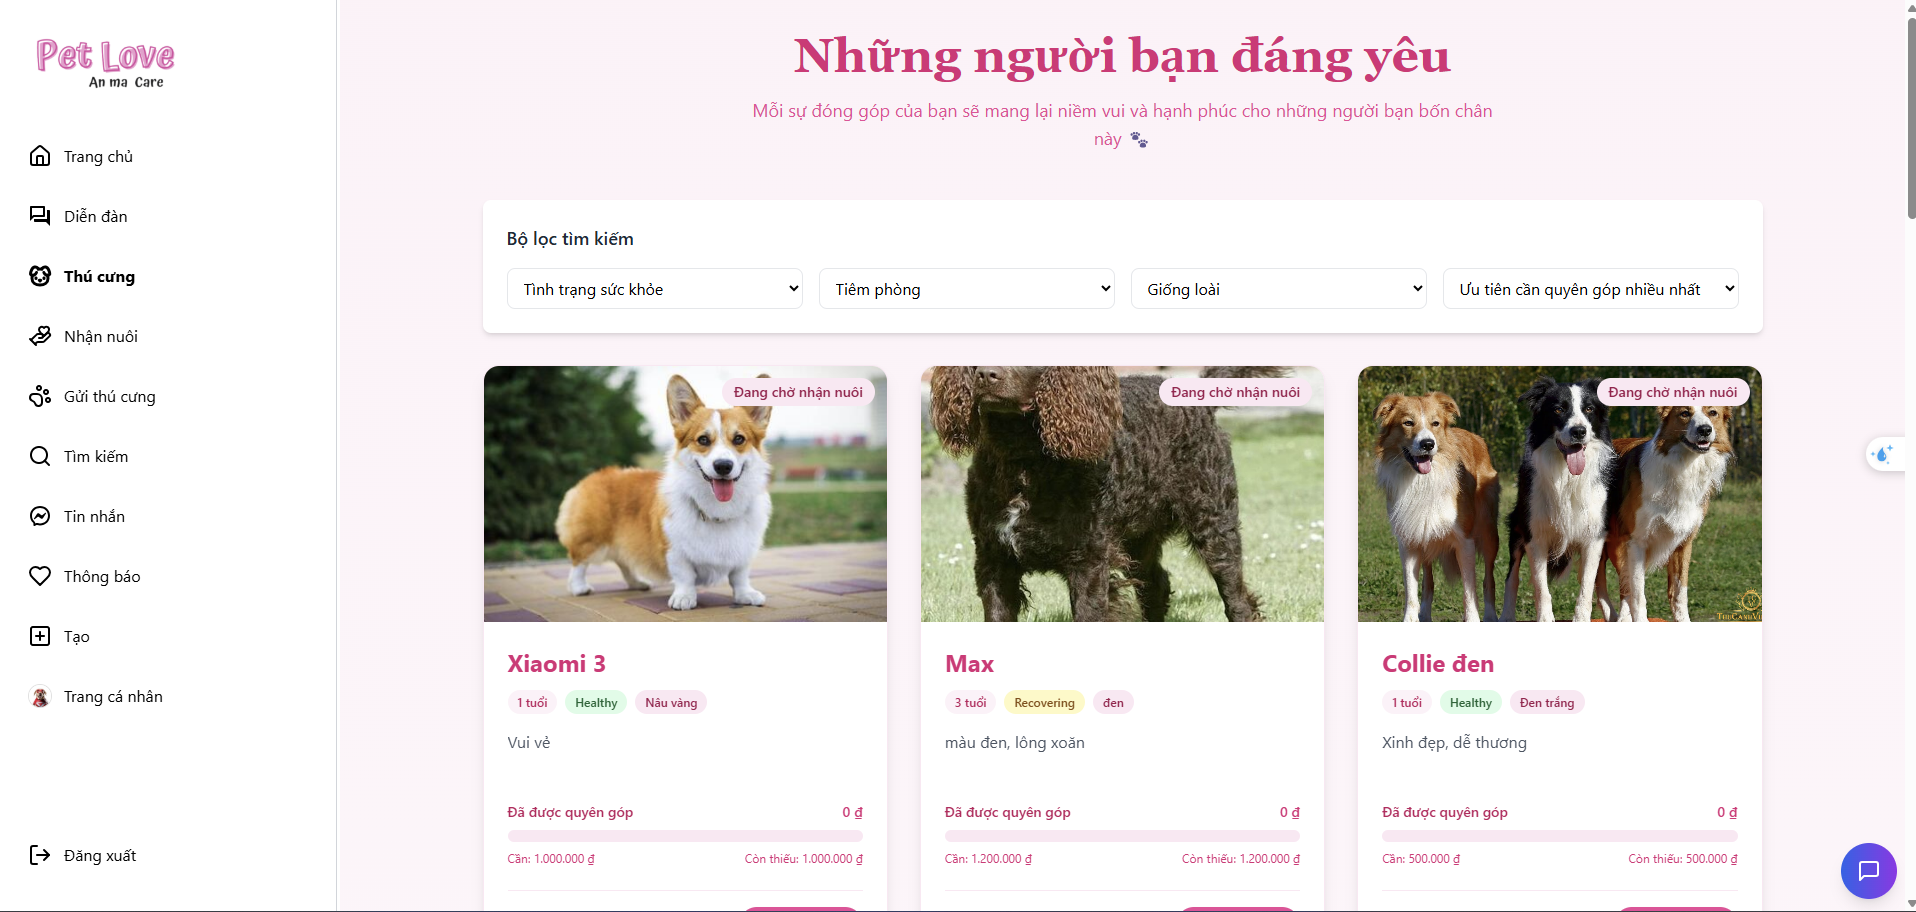 Pet Love
An ma Care
Trang chủ
Diễn đàn
Thú cưng
Nhận nuôi
Gửi thú cưng
Tìm kiếm
Tin nhắn
Thông báo
Tạo
Trang cá nhân
Đăng xuất
Những người bạn đáng yêu
Mỗi sự đóng góp của bạn sẽ mang lại niềm vui và hạnh phúc cho những người bạn bốn chân
này
Bộ lọc tìm kiếm
Tình trạng sức khỏe
Tiêm phòng
Giống loài
Ưu tiên cần quyên góp nhiều nhất
Đang chờ nhận nuôi
Xiaomi 3
1 tuổi Healthy Nâu vàng
Vui vẻ
Đã được quyên góp 0 ₫
Cần: 1.000.000 ₫ Còn thiếu: 1.000.000 ₫
Đang chờ nhận nuôi
Max
3 tuổi Recovering đen
màu đen, lông xoăn
Đã được quyên góp 0 ₫
Cần: 1.200.000 ₫ Còn thiếu: 1.200.000 ₫
Đang chờ nhận nuôi
Collie đen
1 tuổi Healthy Đen trắng
Xinh đẹp, dễ thương
Đã được quyên góp 0 ₫
Cần: 500.000 ₫ Còn thiếu: 500.000 ₫